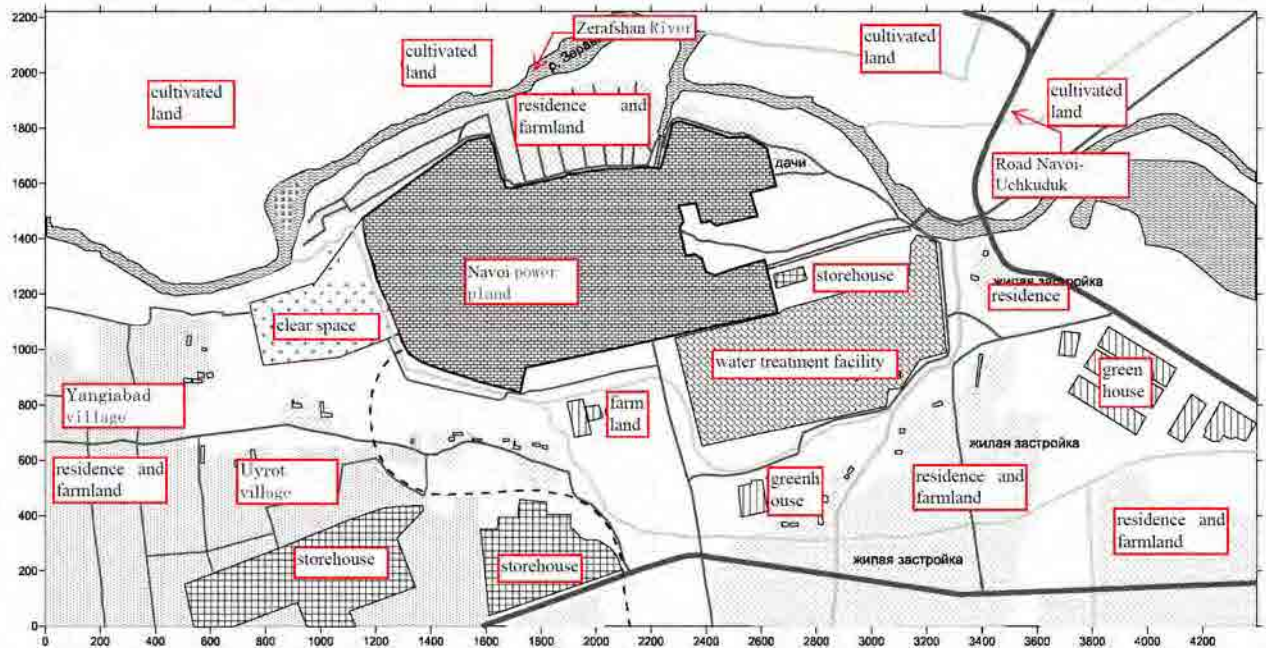 2200
2000
1800
1600
1400
1200
1000
800
600
400
200
0
0 200 400 600 800 1000 1200 1400 1600 1800 2000 2200 2400 2600 2800 3000 3200 3400 3600 3800 4000 4200
Zerafshan River
cultivated
land
cultivated
land
cultivated
land
cultivated
land
residence and
farmland
дачи
Road Navoi-
Uchkuduk
Navoi power
pland
storehouse
жилая застройка
residence
clear space
water treatment facility
green
house
Yangiabad
village
farm
land
жилая застройка
residence and
farmland
Uyrot
village
greenh
ouse
residence and
farmland
residence and
farmland
storehouse
storehouse
жилая застройка